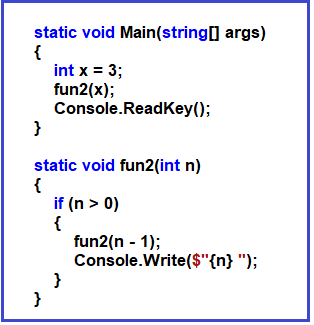 static void Main(string[] args)
{
int x = 3;
fun2(x);
Console.ReadKey();
}
static void fun2(int n)
{
if (n > 0)
{
fun2(n - 1);
Console.Write($"{n} ");
}
}